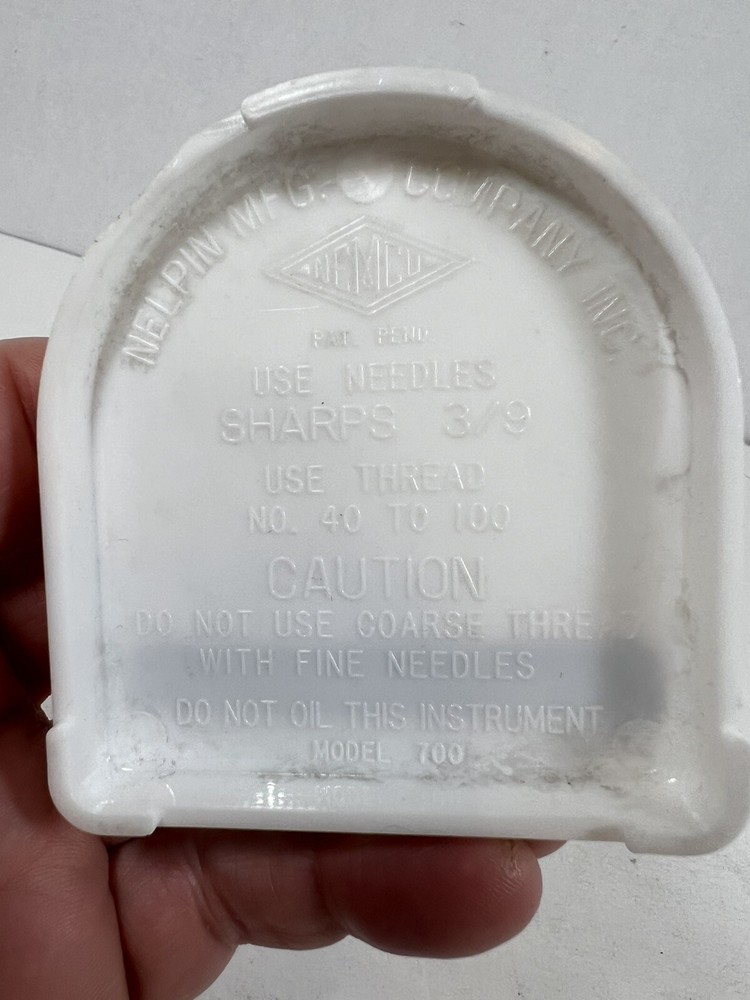 NELPIN MFG. COMPANY INC.
NEMCO
PAT. PEND.
USE NEEDLES
SHARPS 3/9
USE THREAD
NO. 40 TO 100
CAUTION
DO NOT USE COARSE THREAD
WITH FINE NEEDLES
DO NOT OIL THIS INSTRUMENT
MODEL 700